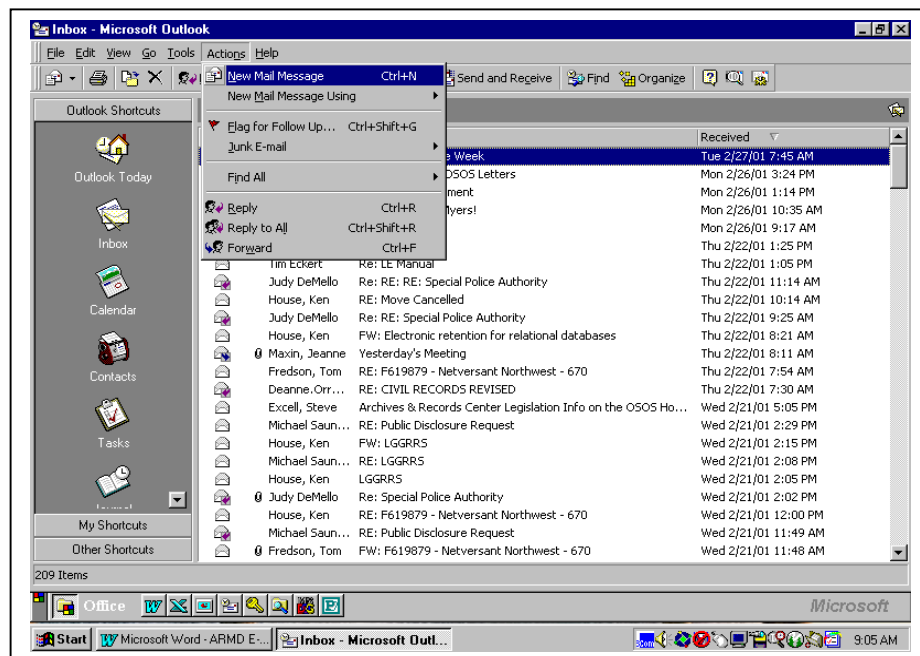 Inbox - Microsoft Outlook
File Edit View Go Tools Actions Help
New Mail Message Ctrl+N
Send and Receive Find Organize
New Mail Message Using
Outlook Shortcuts
Flag for Follow Up... Ctrl+Shift+G
Received
Junk E-mail
e Week Tue 2/27/01 7:45 AM
Outlook Today
Find All
OSOS Letters Mon 2/26/01 3:24 PM
ment Mon 2/26/01 1:14 PM
Reply Ctrl+R
Myers! Mon 2/26/01 10:35 AM
Reply to All Ctrl+Shift+R
Mon 2/26/01 9:17 AM
Inbox
Forward Ctrl+F
Thu 2/22/01 1:25 PM
Tim Eckert Re: LE Manual Thu 2/22/01 1:05 PM
Judy DeMello Re: RE: RE: Special Police Authority Thu 2/22/01 11:14 AM
House, Ken RE: Move Cancelled Thu 2/22/01 10:14 AM
Calendar
Judy DeMello Re: RE: Special Police Authority Thu 2/22/01 9:25 AM
House, Ken FW: Electronic retention for relational databases Thu 2/22/01 8:21 AM
Maxin, Jeanne Yesterday's Meeting Thu 2/22/01 8:11 AM
Fredson, Tom RE: F619879 - Netversant Northwest - 670 Thu 2/22/01 7:54 AM
Contacts
Deanne.Orr... RE: CIVIL RECORDS REVISED Thu 2/22/01 7:30 AM
Excell, Steve Archives & Records Center Legislation Info on the OSOS Ho... Wed 2/21/01 5:05 PM
Michael Saun... RE: Public Disclosure Request Wed 2/21/01 2:29 PM
House, Ken FW: LGGRRS Wed 2/21/01 2:15 PM
Tasks
Michael Saun... RE: LGGRRS Wed 2/21/01 2:08 PM
House, Ken LGGRRS Wed 2/21/01 2:05 PM
Judy DeMello Re: Special Police Authority Wed 2/21/01 2:02 PM
House, Ken RE: F619879 - Netversant Northwest - 670 Wed 2/21/01 12:00 PM
My Shortcuts
Michael Saun... RE: Public Disclosure Request Wed 2/21/01 11:49 AM
Other Shortcuts
Fredson, Tom FW: F619879 - Netversant Northwest - 670 Wed 2/21/01 11:48 AM
209 Items
Office Microsoft
Start Microsoft Word - ARMD E-... Inbox - Microsoft Outl... .com 9:05 AM